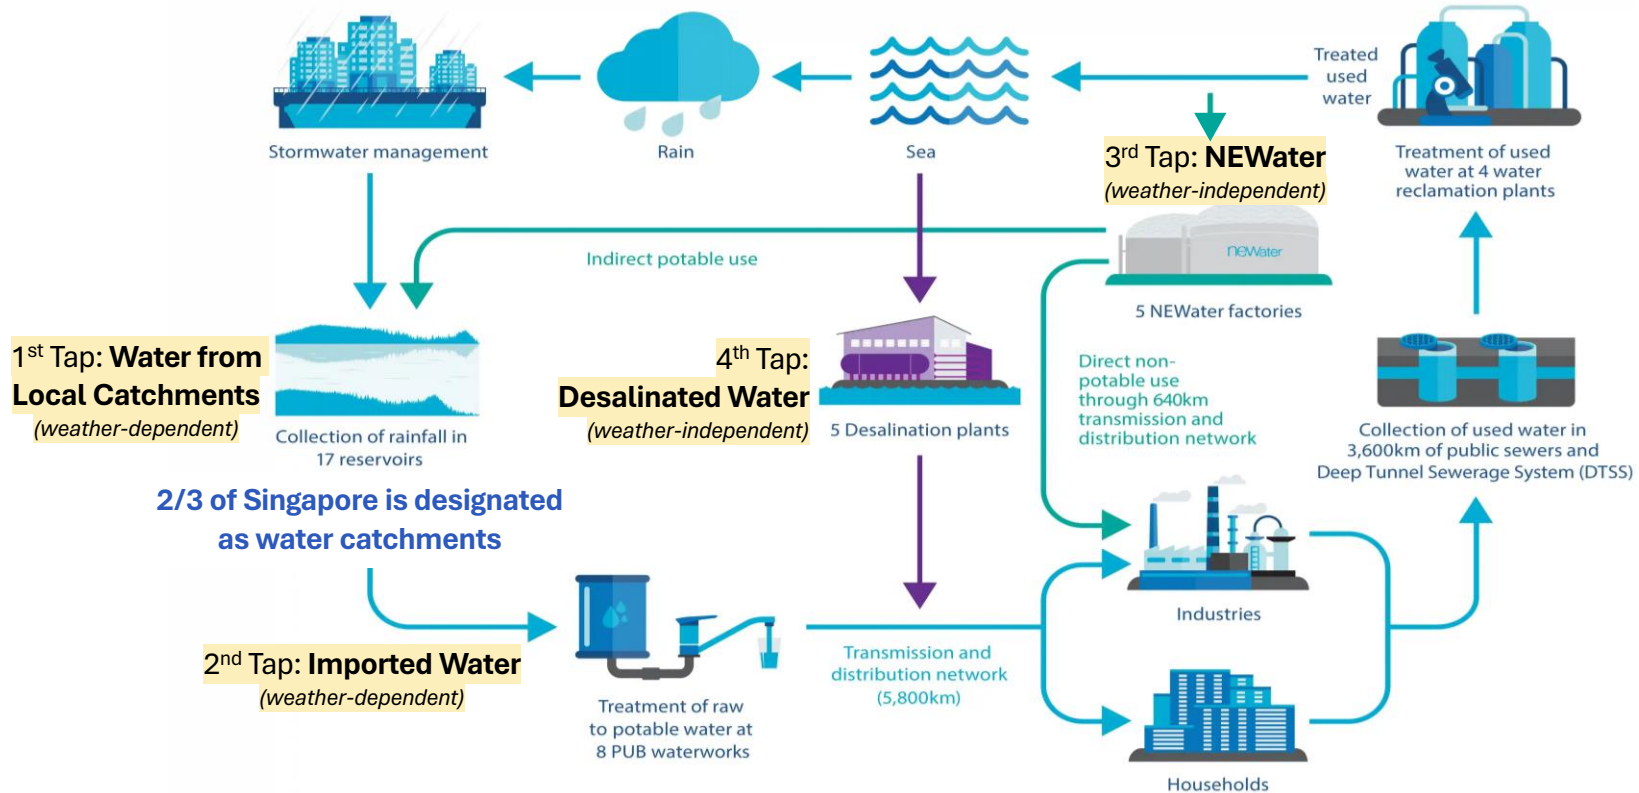 Stormwater management
Rain
Sea
Treated
used
water
Treatment of used
water at 4 water
reclamation plants
3rd Tap: NEWater
(weather-independent)
newater
5 NEWater factories
Indirect potable use
1st Tap: Water from
Local Catchments
(weather-dependent)
Collection of rainfall in
17 reservoirs
2/3 of Singapore is designated
as water catchments
4th Tap:
Desalinated Water
(weather-independent)
5 Desalination plants
Direct non-
potable use
through 640km
transmission and
distribution network
Collection of used water in
3,600km of public sewers and
Deep Tunnel Sewerage System (DTSS)
2nd Tap: Imported Water
(weather-dependent)
Treatment of raw
to potable water at
8 PUB waterworks
Transmission and
distribution network
(5,800km)
Industries
Households